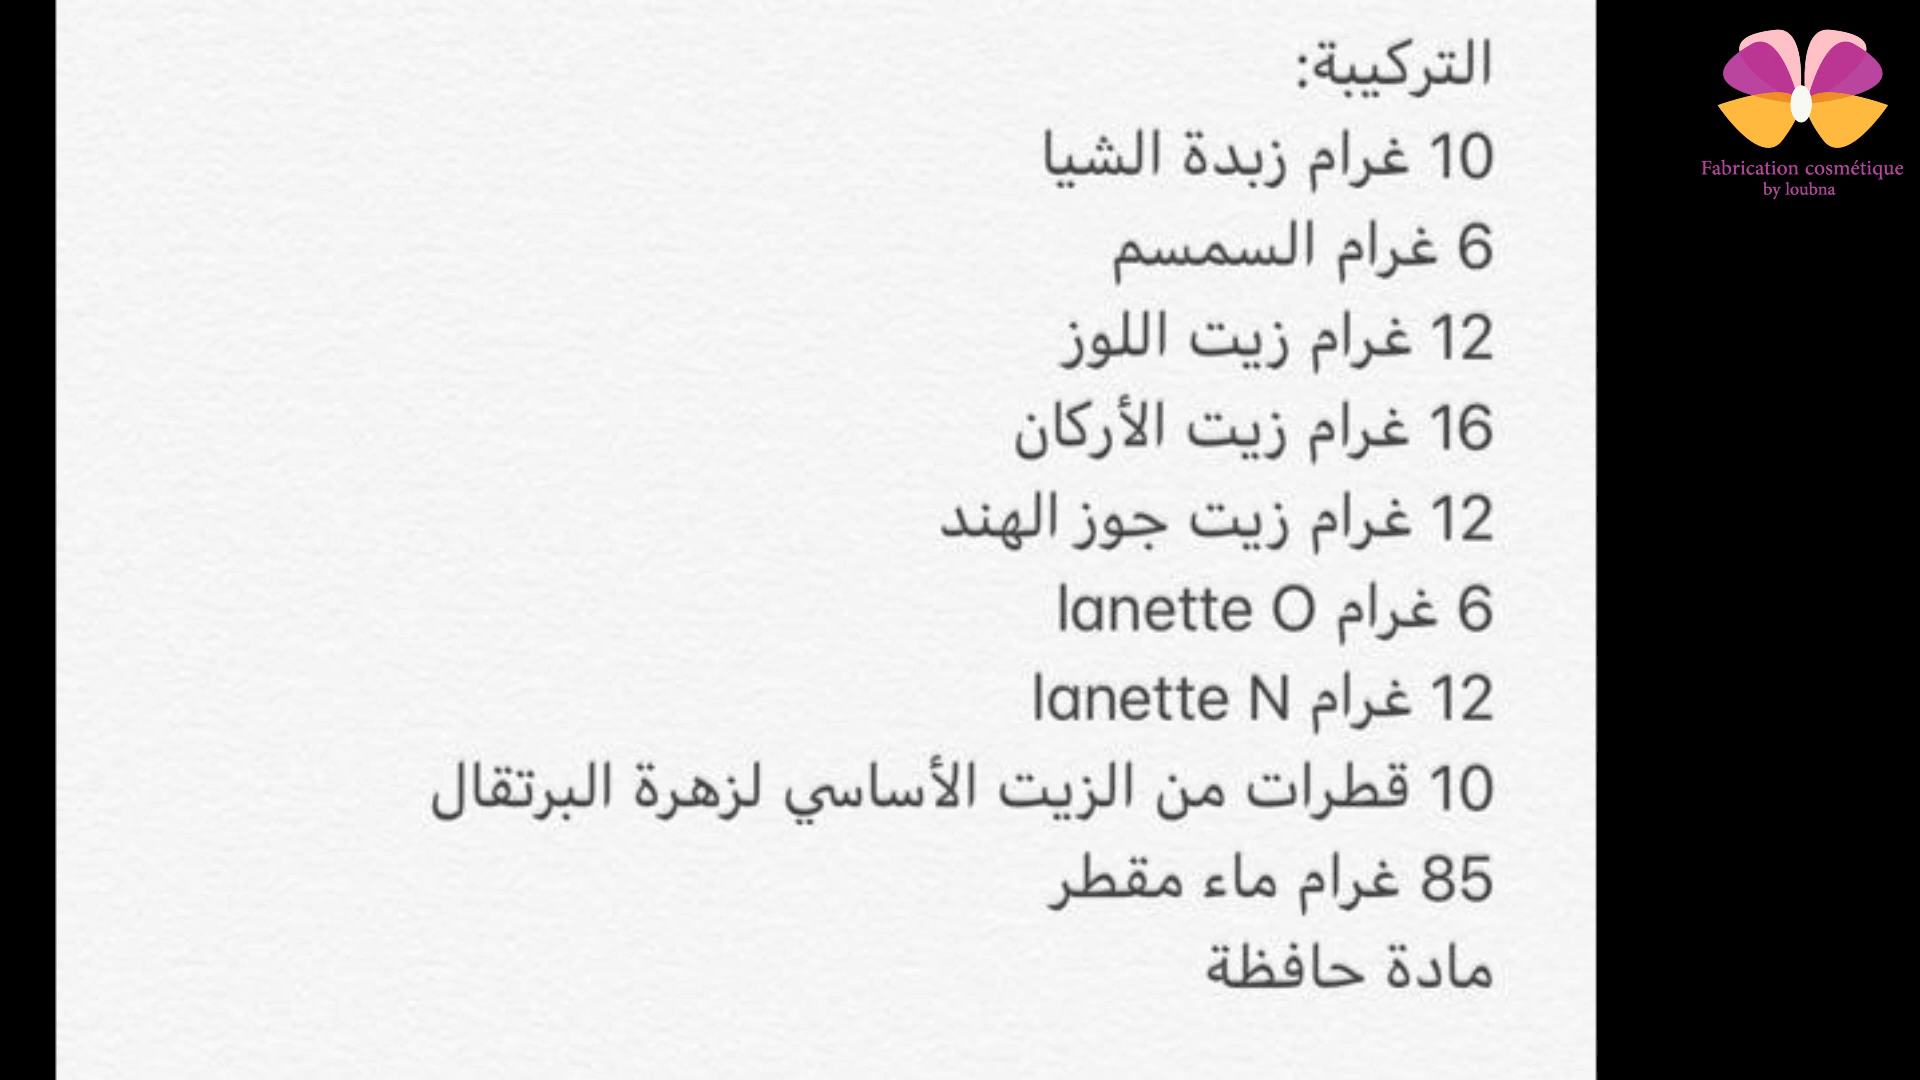 التركيبة:
10 غرام زبدة الشيا
6 غرام السمسم
12 غرام زيت اللوز
16 غرام زيت الأركان
12 غرام زيت جوز الهند
6 غرام lanette O
12 غرام lanette N
10 قطرات من الزيت الأساسي لزهرة البرتقال
85 غرام ماء مقطر
مادة حافظة
Fabrication cosmétique
by loubna